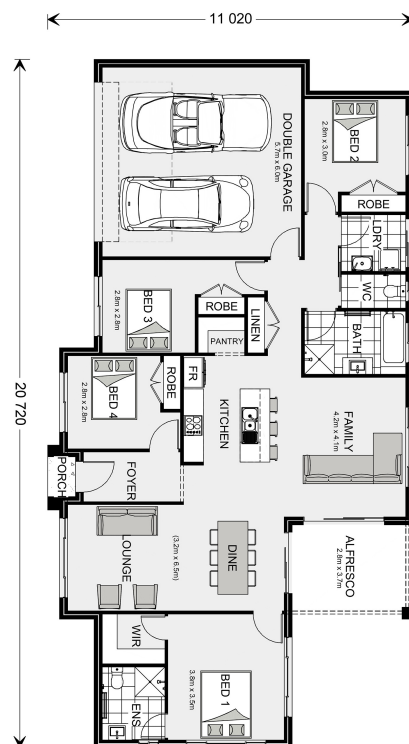 11 020
20 720
DOUBLE GARAGE
5.7m x 6.0m
BED 2
2.8m x 3.0m
ROBE
LDRY
WC
BATH
BED 3
2.8m x 2.8m
ROBE
LINEN
PANTRY
BED 4
2.8m x 2.8m
ROBE
FR
KITCHEN
FAMILY
4.2m x 4.1m
PORCH
FOYER
LOUNGE
(3.2m x 6.5m)
DINE
ALFRESCO
2.8m x 3.7m
WIR
ENS
BED 1
3.8m x 3.5m